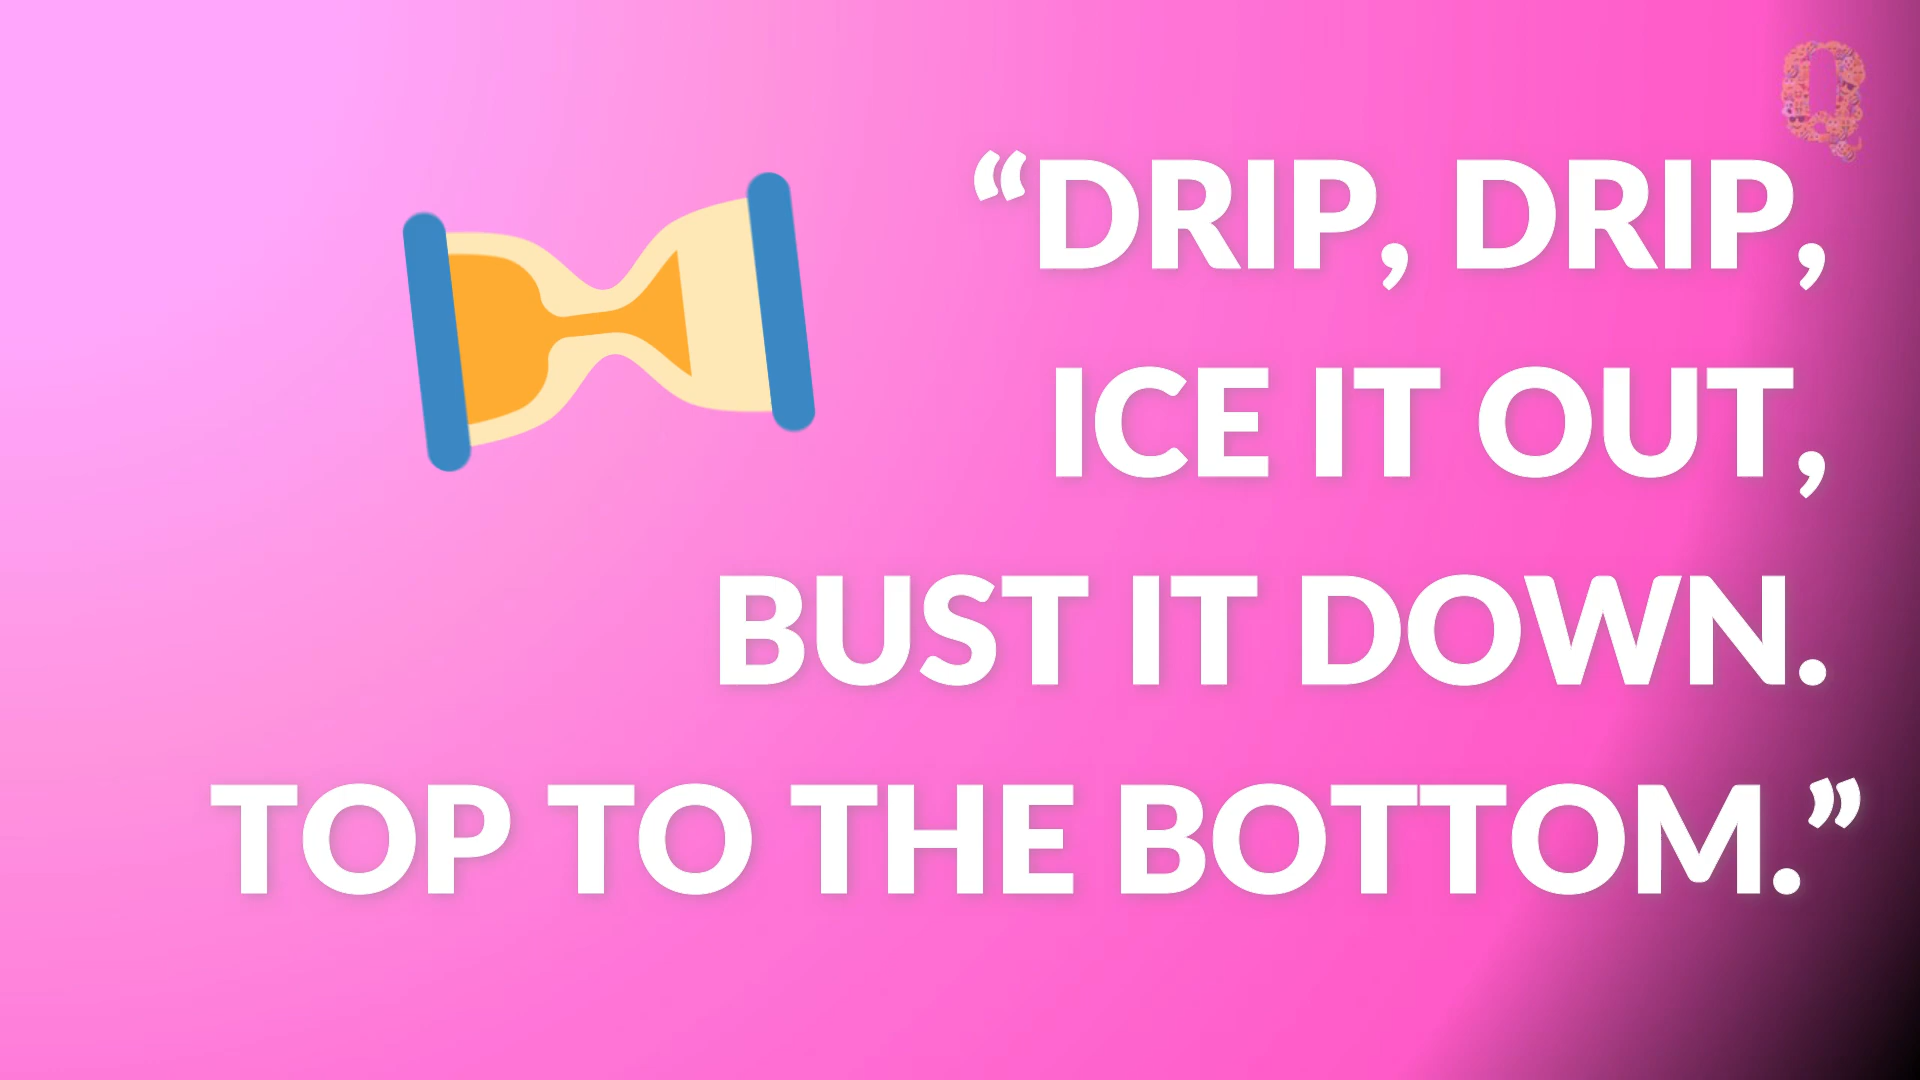 Q
“DRIP, DRIP,
ICE IT OUT,
BUST IT DOWN.
TOP TO THE BOTTOM.”